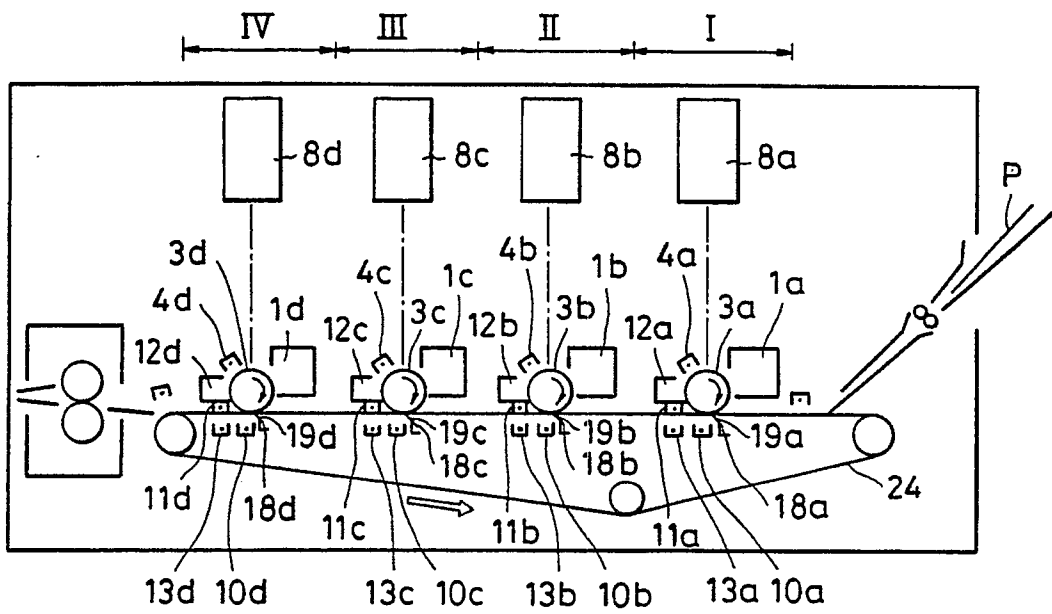 IV III II I
8d 8c 8b 8a
P
3d 4d 4c 1c 4b 1b 4a 1a
12d 1d 12c 3c 12b 3b 12a 3a
19d 19c 19b 19a
18c 18b
11d 18d 11c 11b 11a 18a 24
13d 10d 13c 10c 13b 10b 13a 10a